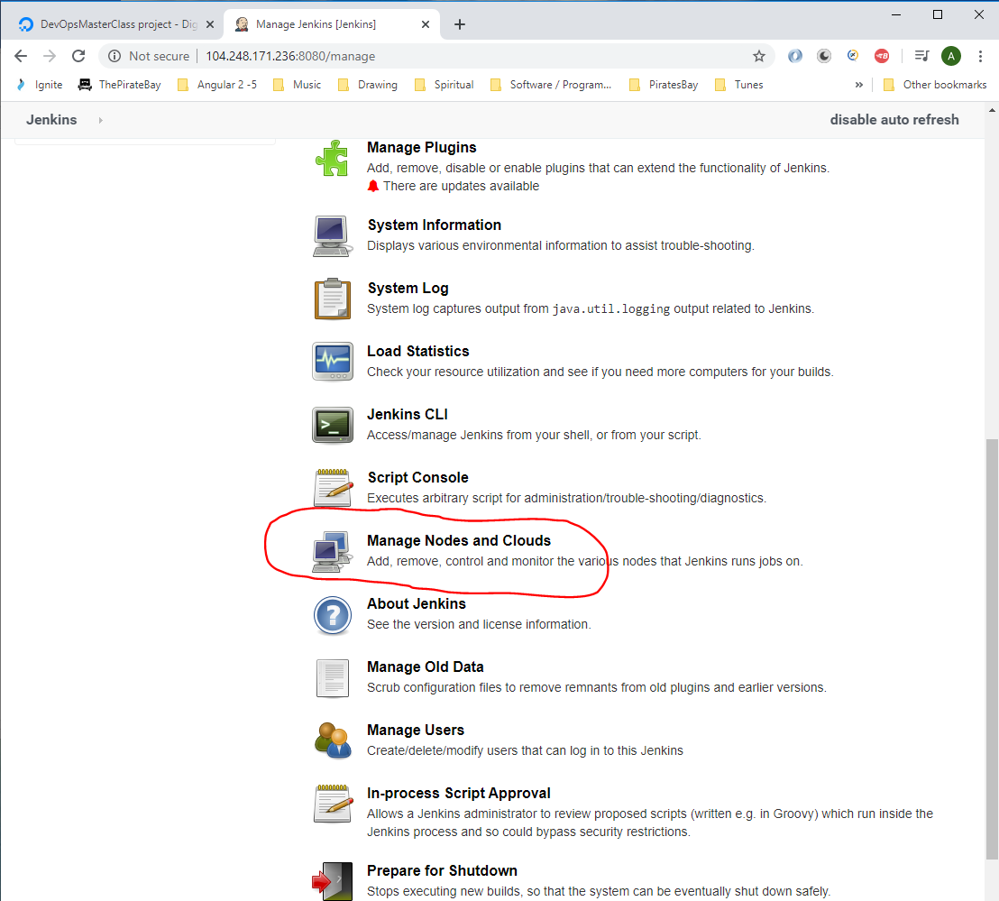 DevOpsMasterClass project - Dig
Manage Jenkins [Jenkins]
Not secure
104.248.171.236:8080/manage
A
Ignite
ThePirateBay
Angular 2 -5
Music
Drawing
Spiritual
Software / Program...
PiratesBay
Tunes
»
Other bookmarks
Jenkins
disable auto refresh
Manage Plugins
Add, remove, disable or enable plugins that can extend the functionality of Jenkins.
There are updates available
System Information
Displays various environmental information to assist trouble-shooting.
System Log
System log captures output from java.util.logging output related to Jenkins.
Load Statistics
Check your resource utilization and see if you need more computers for your builds.
Jenkins CLI
Access/manage Jenkins from your shell, or from your script.
Script Console
Executes arbitrary script for administration/trouble-shooting/diagnostics.
Manage Nodes and Clouds
Add, remove, control and monitor the various nodes that Jenkins runs jobs on.
About Jenkins
See the version and license information.
Manage Old Data
Scrub configuration files to remove remnants from old plugins and earlier versions.
Manage Users
Create/delete/modify users that can log in to this Jenkins
In-process Script Approval
Allows a Jenkins administrator to review proposed scripts (written e.g. in Groovy) which run inside the
Jenkins process and so could bypass security restrictions.
Prepare for Shutdown
Stops executing new builds, so that the system can be eventually shut down safely.